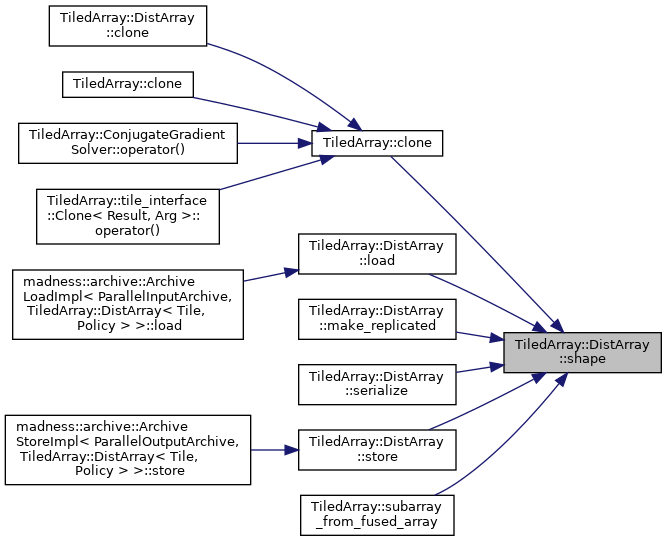 TiledArray::DistArray
::clone
TiledArray::clone
TiledArray::ConjugateGradient
Solver::operator()
TiledArray::tile_interface
::Clone< Result, Arg >::
operator()
TiledArray::clone
TiledArray::DistArray
::load
madness::archive::Archive
LoadImpl< ParallelInputArchive,
TiledArray::DistArray< Tile,
Policy > >::load
TiledArray::DistArray
::make_replicated
TiledArray::DistArray
::shape
TiledArray::DistArray
::serialize
madness::archive::Archive
StoreImpl< ParallelOutputArchive,
TiledArray::DistArray< Tile,
Policy > >::store
TiledArray::DistArray
::store
TiledArray::subarray
_from_fused_array